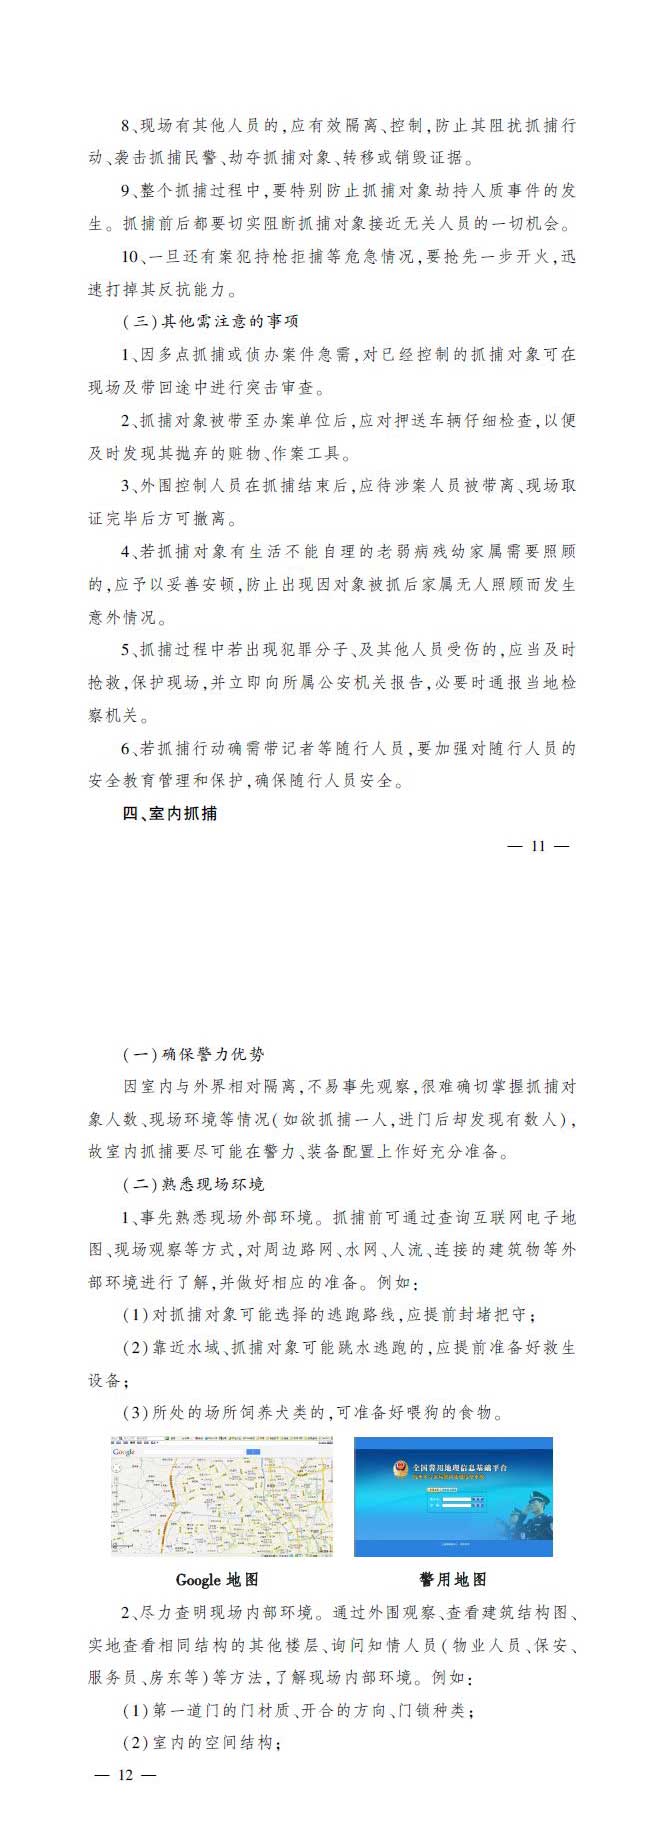 8、现场有其他人员的,应有效隔离、控制,防止其阻扰抓捕行
动、袭击抓捕民警、劫夺抓捕对象、转移或销毁证据。
9、整个抓捕过程中,要特别防止抓捕对象劫持人质事件的发
生。抓捕前后都要切实阻断抓捕对象接近无关人员的一切机会。
10、一旦还有案犯持枪拒捕等危急情况,要抢先一步开火,迅
速打掉其反抗能力。
(三)其他需注意的事项
1、因多点抓捕或侦办案件急需,对已经控制的抓捕对象可在
现场及带回途中进行突击审查。
2、抓捕对象被带至办案单位后,应对押送车辆仔细检查,以便
及时发现其抛弃的赃物、作案工具。
3、外围控制人员在抓捕结束后,应待涉案人员被带离、现场取
证完毕后方可撤离。
4、若抓捕对象有生活不能自理的老弱病残幼家属需要照顾
的,应予以妥善安顿,防止出现因对象被抓后家属无人照顾而发生
意外情况。
5、抓捕过程中若出现犯罪分子、及其他人员受伤的,应当及时
抢救,保护现场,并立即向所属公安机关报告,必要时通报当地检
察机关。
6、若抓捕行动确需带记者等随行人员,要加强对随行人员的
安全教育管理和保护,确保随行人员安全。
四、室内抓捕
— 11 —
(一)确保警力优势
因室内与外界相对隔离,不易事先观察,很难确切掌握抓捕对
象人数、现场环境等情况(如欲抓捕一人,进门后却发现有数人),
故室内抓捕要尽可能在警力、装备配置上作好充分准备。
(二)熟悉现场环境
1、事先熟悉现场外部环境。抓捕前可通过查询互联网电子地
图、现场观察等方式,对周边路网、水网、人流、连接的建筑物等外
部环境进行了解,并做好相应的准备。例如:
(1)对抓捕对象可能选择的逃跑路线,应提前封堵把守;
(2)靠近水域、抓捕对象可能跳水逃跑的,应提前准备好救生
设备;
(3)所处的场所饲养犬类的,可准备好喂狗的食物。
Google
全国警用地理信息基础平台
Google 地图
警用地图
2、尽力查明现场内部环境。通过外围观察、查看建筑结构图、
实地查看相同结构的其他楼层、询问知情人员(物业人员、保安、
服务员、房东等)等方法,了解现场内部环境。例如:
(1)第一道门的门材质、开合的方向、门锁种类;
(2)室内的空间结构;
— 12 —